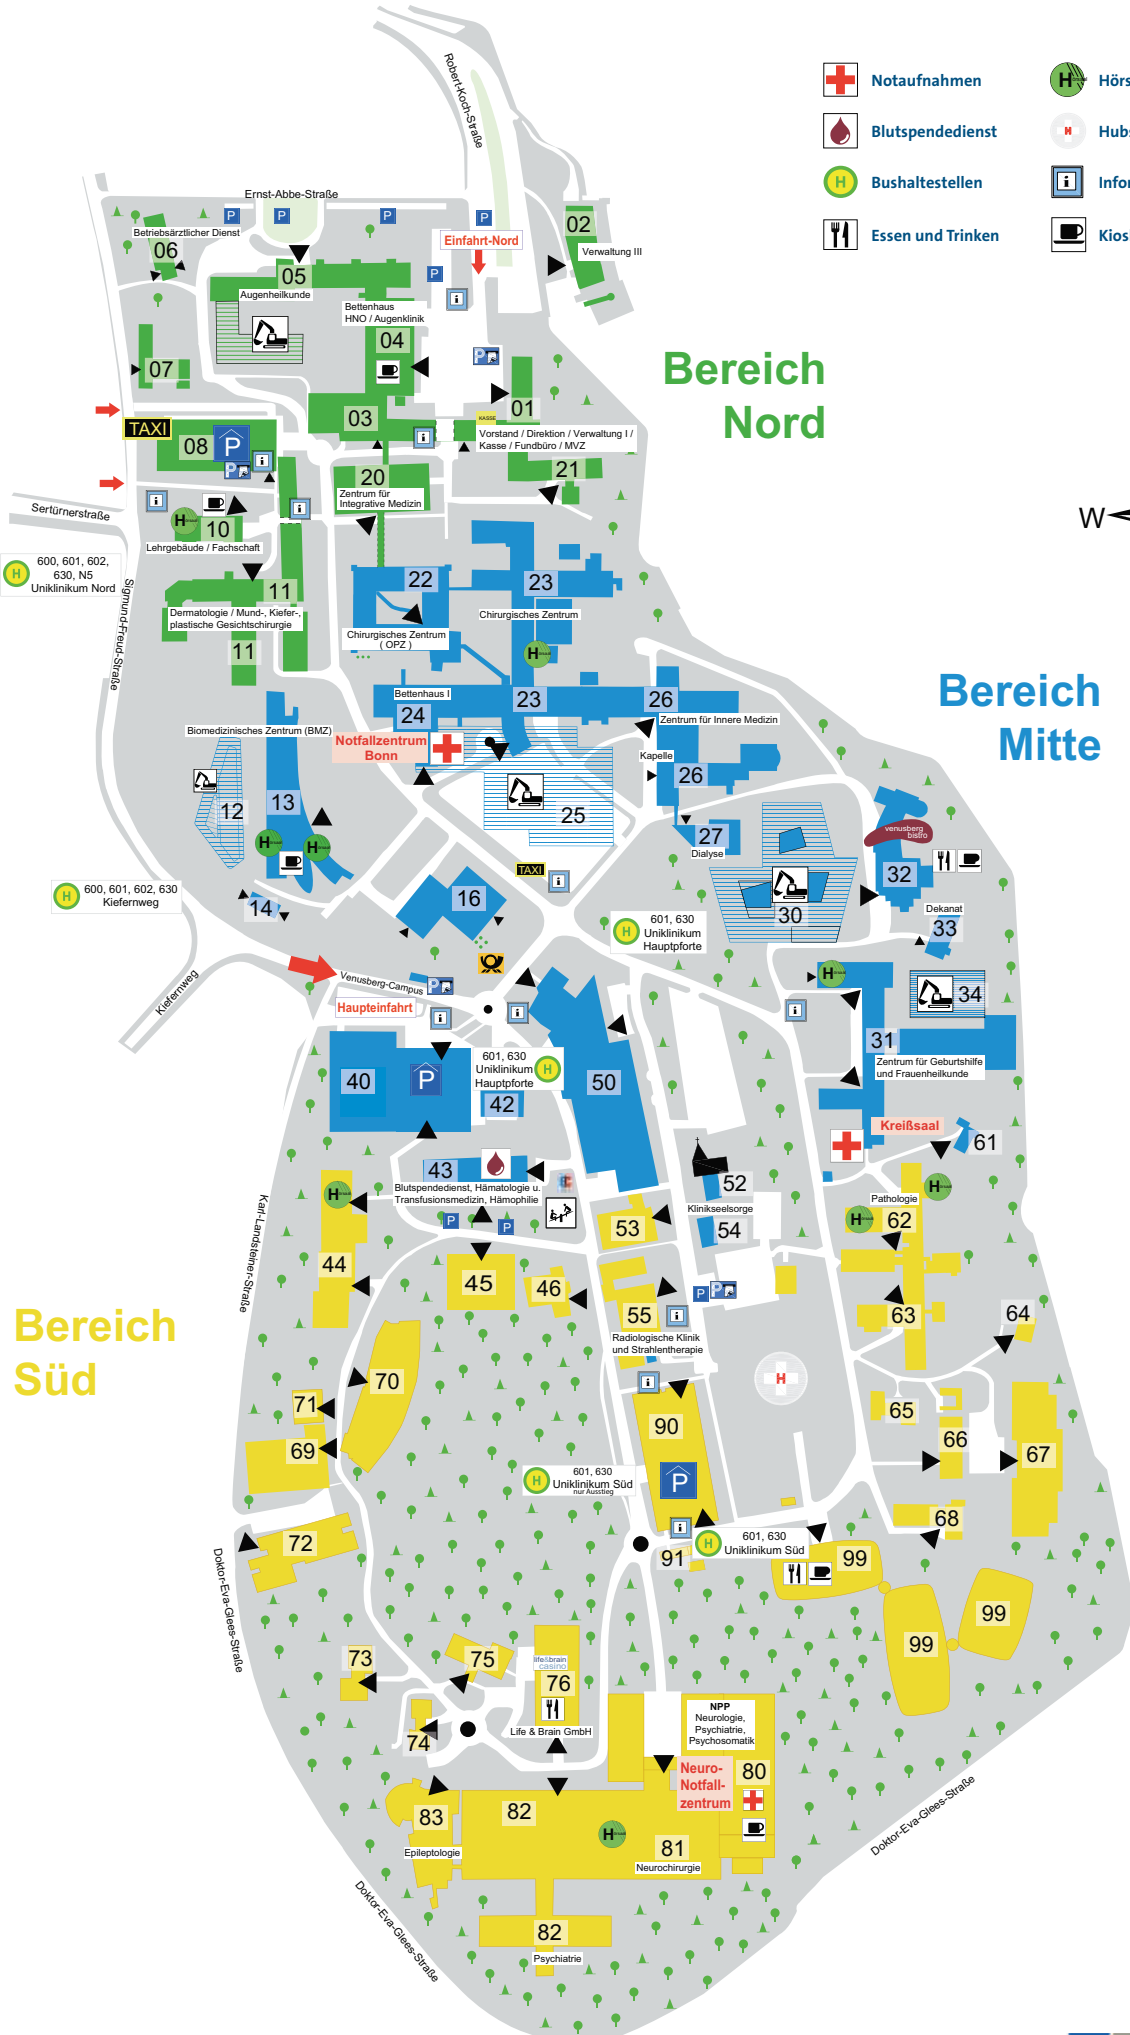 Robert-Koch-Straße
Notaufnahmen
Hörs
Blutspendedienst
Hubs
H
Bushaltestellen
Infor
Essen und Trinken
Kios
Ernst-Abbe-Straße
P
P
P
P
Betriebsärztlicher Dienst
06
02
Verwaltung III
Einfahrt-Nord
05
Augenheilkunde
P
Bettenhaus
HNO / Augenklinik
04
07
Bereich
Nord
TAXI
03
01
KASSE
Vorstand / Direktion / Verwaltung I /
Kasse / Fundbüro / MVZ
08
P
20
Zentrum für
Integrative Medizin
21
Sertürnerstraße
W
10
Lehrgebäude / Fachschaft
H
600, 601, 602,
630, N5
Uniklinikum Nord
Sigmund-Freud-Straße
11
Dermatologie / Mund-, Kiefer-,
plastische Gesichtschirurgie
11
22
23
Chirurgisches Zentrum
Chirurgisches Zentrum
( OPZ )
Bereich
Mitte
Bettenhaus I
24
23
26
Zentrum für Innere Medizin
Biomedizinisches Zentrum (BMZ)
Notfallzentrum
Bonn
Kapelle
26
12
13
25
27
Dialyse
venusberg
bistro
32
TAXI
H
600, 601, 602, 630
Kiefernweg
14
16
30
Dekanat
33
H
601, 630
Uniklinikum
Hauptpforte
Kiefernweg
Venusberg-Campus
Haupteinfahrt
34
31
Zentrum für Geburtshilfe
und Frauenheilkunde
40
P
601, 630
Uniklinikum
Hauptpforte
H
42
50
Kreißsaal
61
43
Blutspendedienst, Hämatologie u.
Transfusionsmedizin, Hämophilie
52
Klinikseelsorge
54
53
Pathologie
62
Karl-Landsteiner-Straße
44
P
P
45
46
55
Radiologische Klinik
und Strahlentherapie
P
63
64
Bereich
Süd
70
71
69
H
90
P
65
66
67
H
601, 630
Uniklinikum Süd
nur Ausstieg
68
72
91
H
601, 630
Uniklinikum Süd
99
99
99
Doktor-Eva-Glees-Straße
73
75
life&brain
casino
76
Life & Brain GmbH
74
NPP
Neurologie,
Psychiatrie,
Psychosomatik
Neuro-
Notfall-
zentrum
80
83
Epileptologie
82
81
Neurochirurgie
Doktor-Eva-Glees-Straße
Doktor-Eva-Glees-Straße
82
Psychiatrie